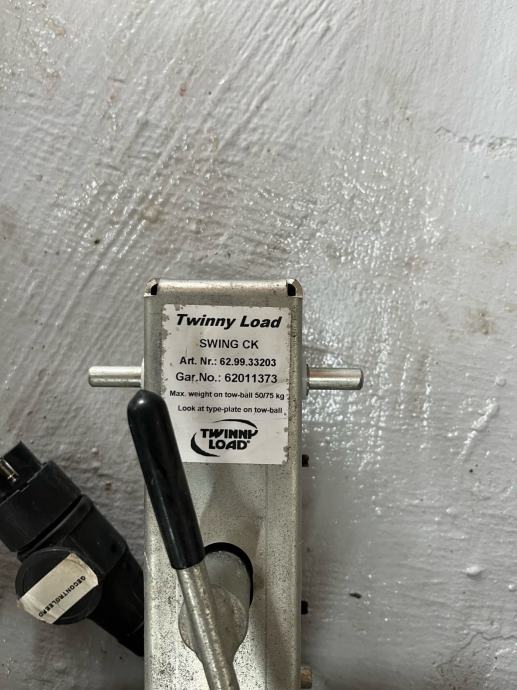 Twinny Load
SWING CK
Art. Nr.: 62.99.33203
Gar.No.: 62011373
Max. weight on tow-ball 50/75 kg
Look at type-plate on tow-ball
TWINNY
LOAD®
GECONTROLEERD